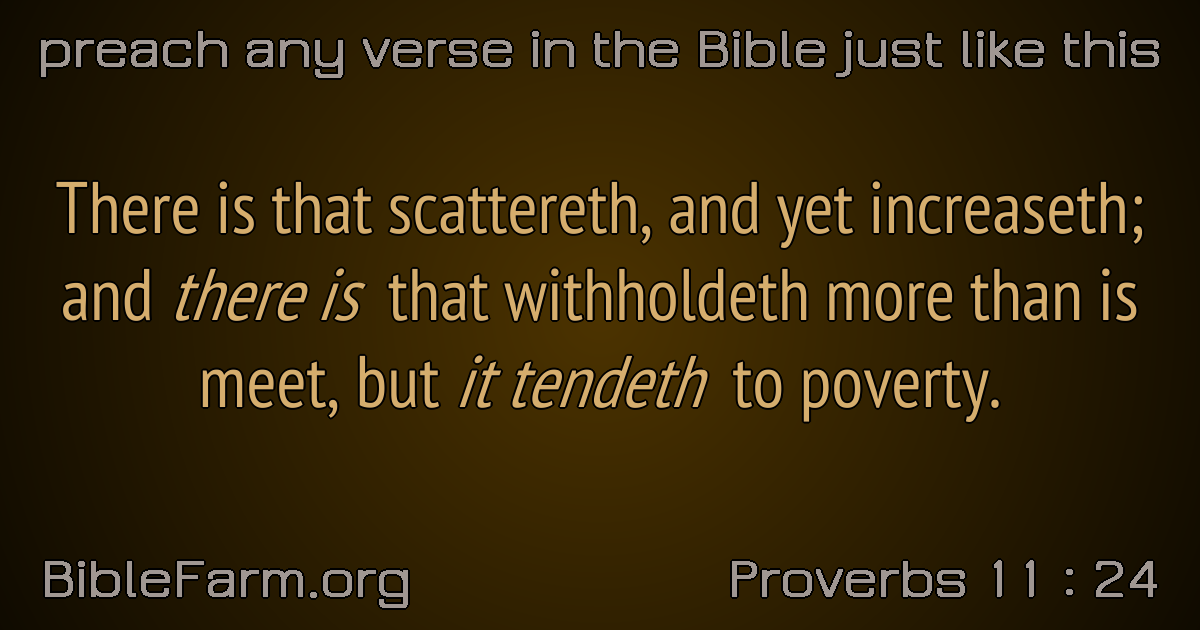 preach any verse in the Bible just like this
There is that scattereth, and yet increaseth;
and there is that withholdeth more than is
meet, but it tendeth to poverty.
BibleFarm.org
Proverbs 11 : 24